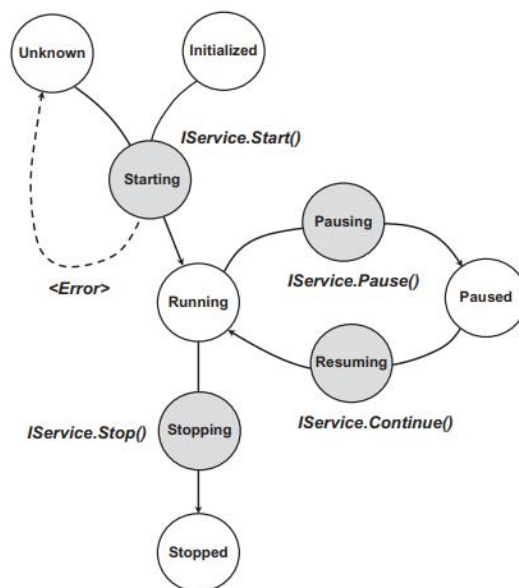 Unknown
Initialized
IService.Start()
Starting
Pausing
<Error>
Running
IService.Pause()
Paused
Resuming
IService.Stop()
Stopping
IService.Continue()
Stopped